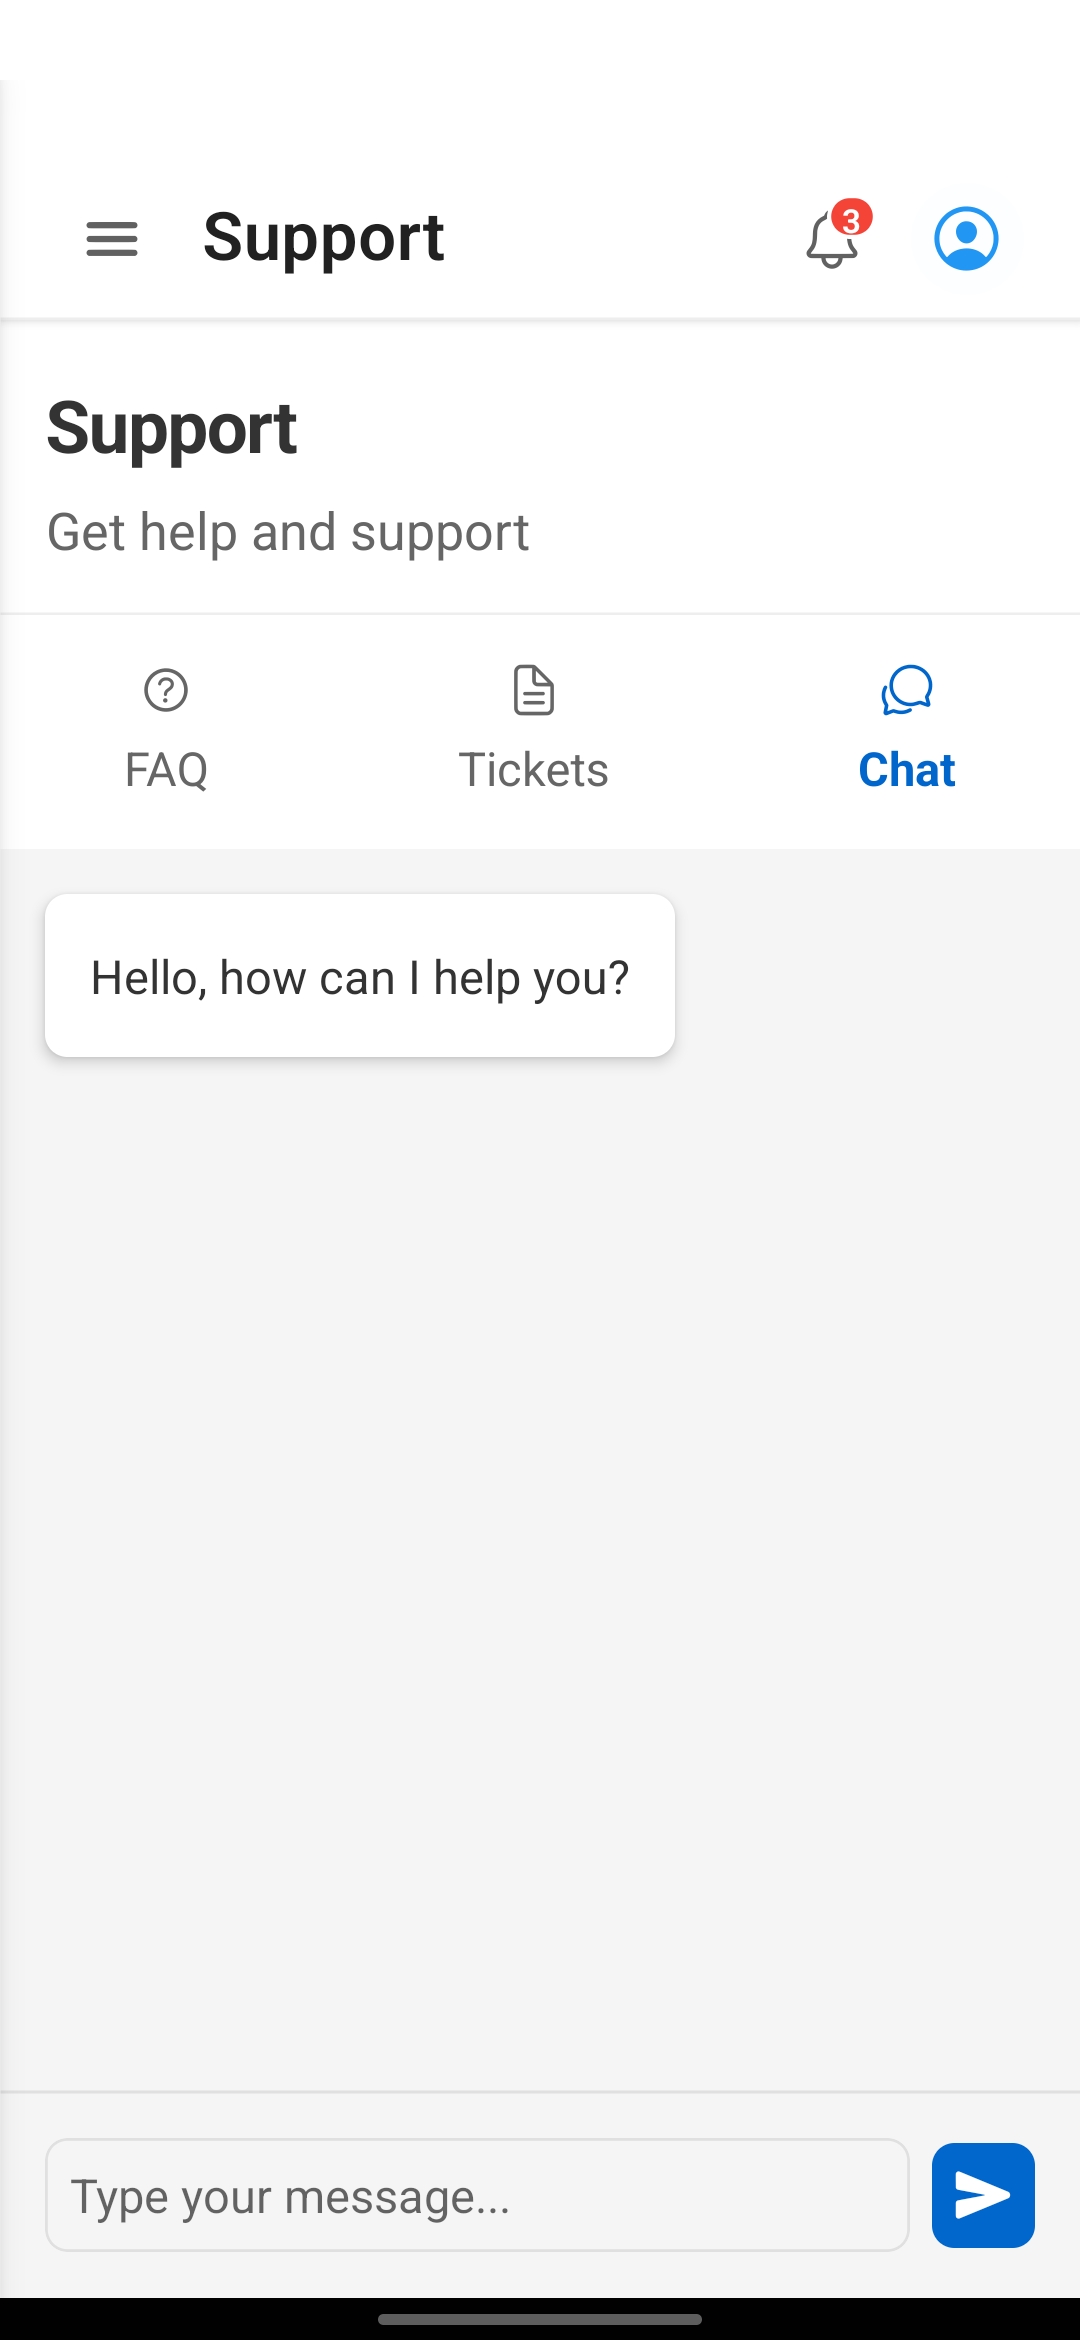 Support
3
Support
Get help and support
FAQ
Tickets
Chat
Hello, how can I help you?
Type your message...